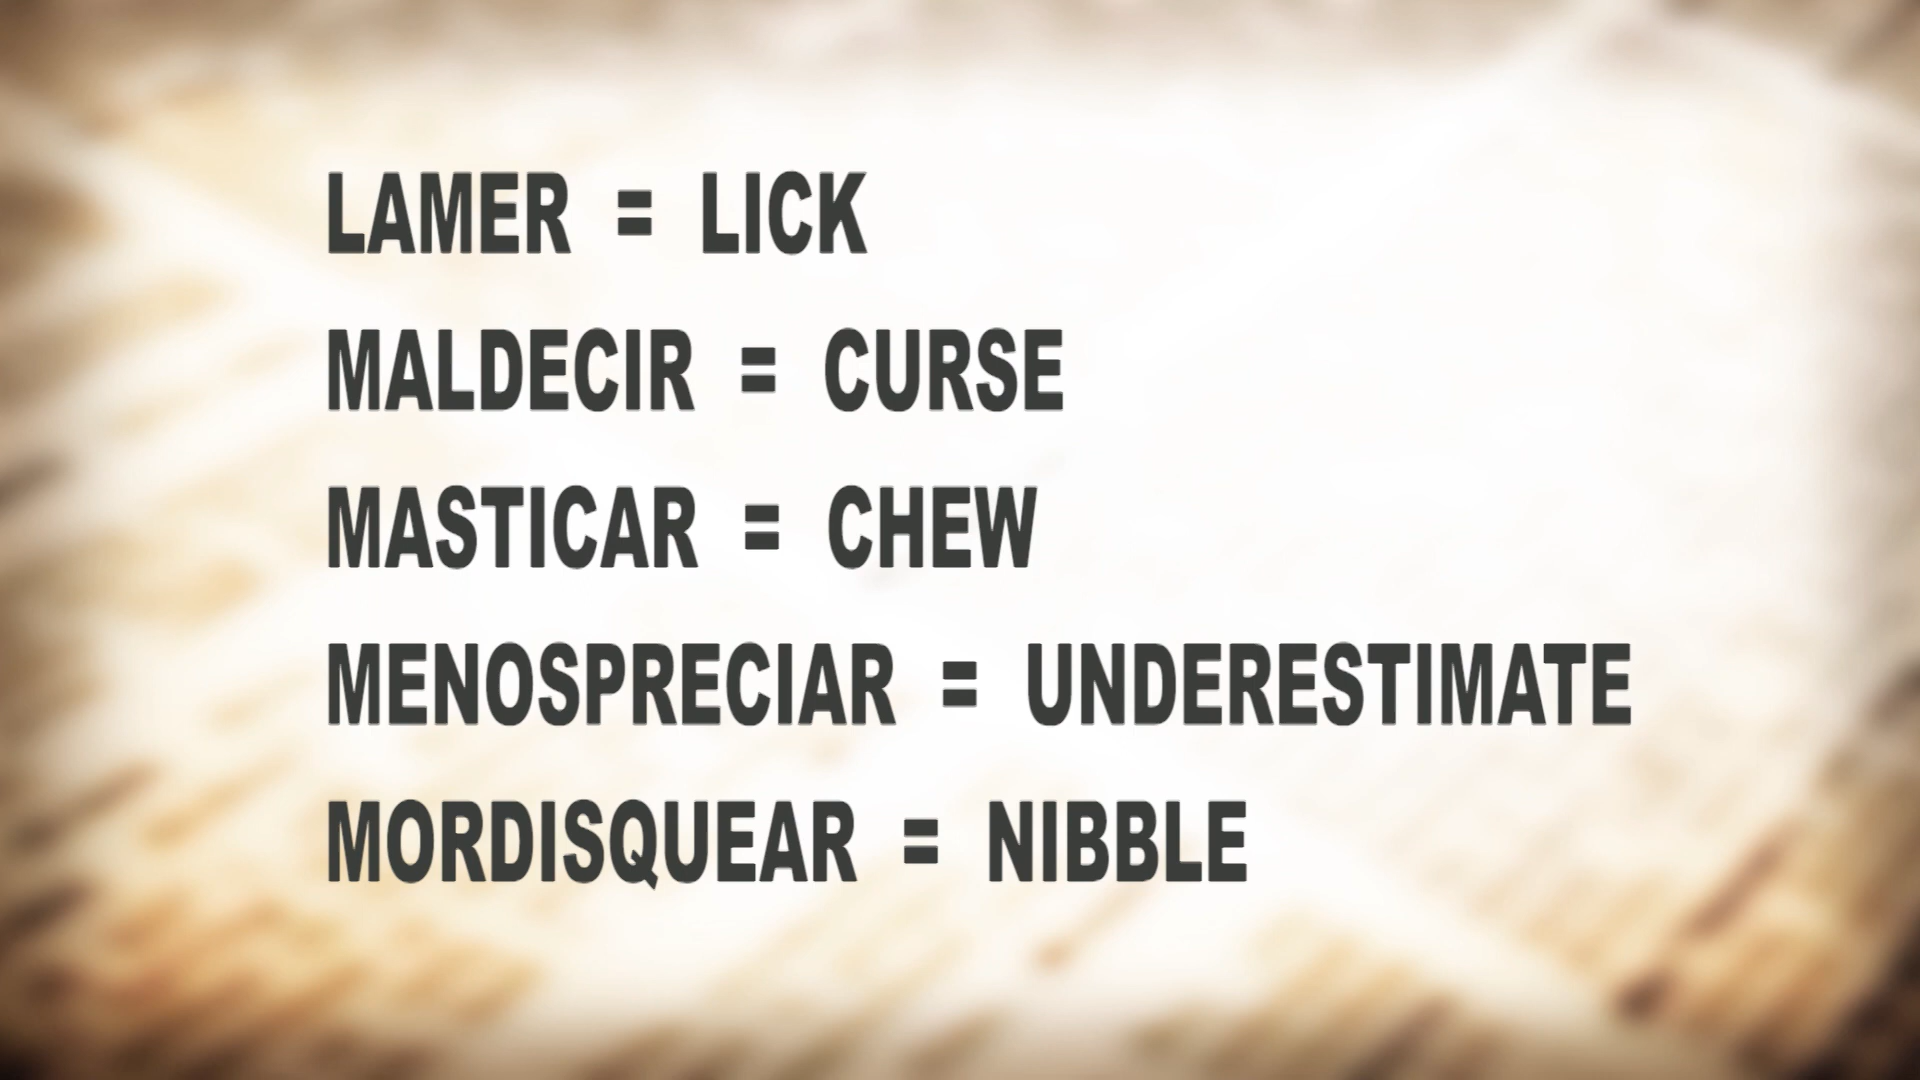 LAMER = LICK
MALDECIR = CURSE
MASTICAR = CHEW
MENOSPRECIAR = UNDERESTIMATE
MORDISQUEAR = NIBBLE